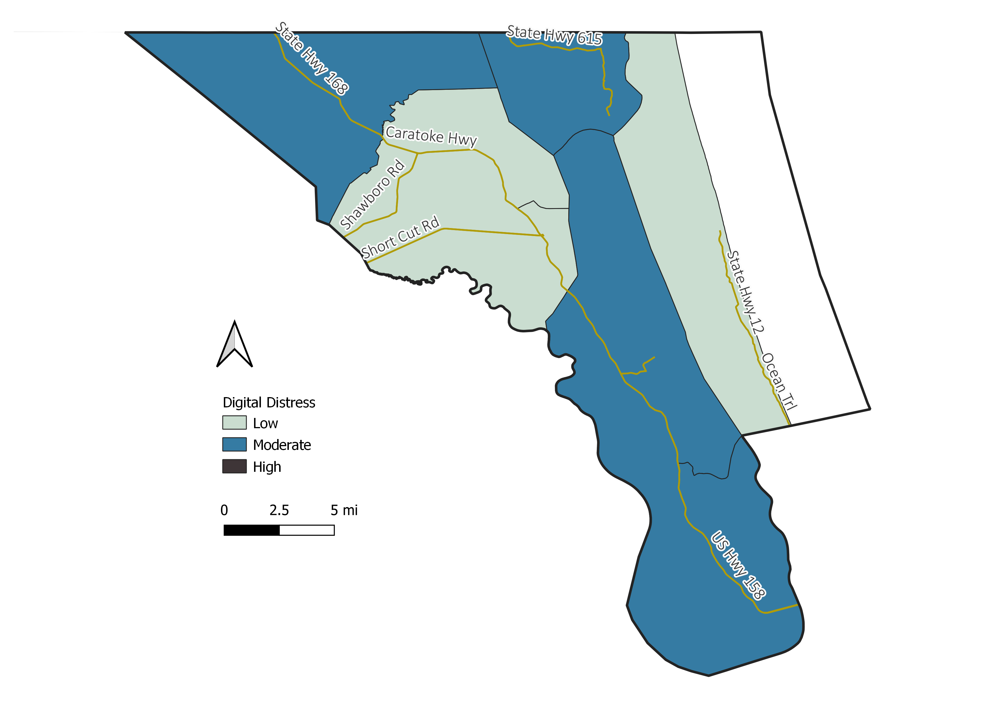 State Hwy 168
State Hwy 615
Caratoke Hwy
Shawboro Rd
Short Cut Rd
State Hwy 12
Ocean Trl
US Hwy 158
Digital Distress
Low
Moderate
High
0 2.5 5 mi